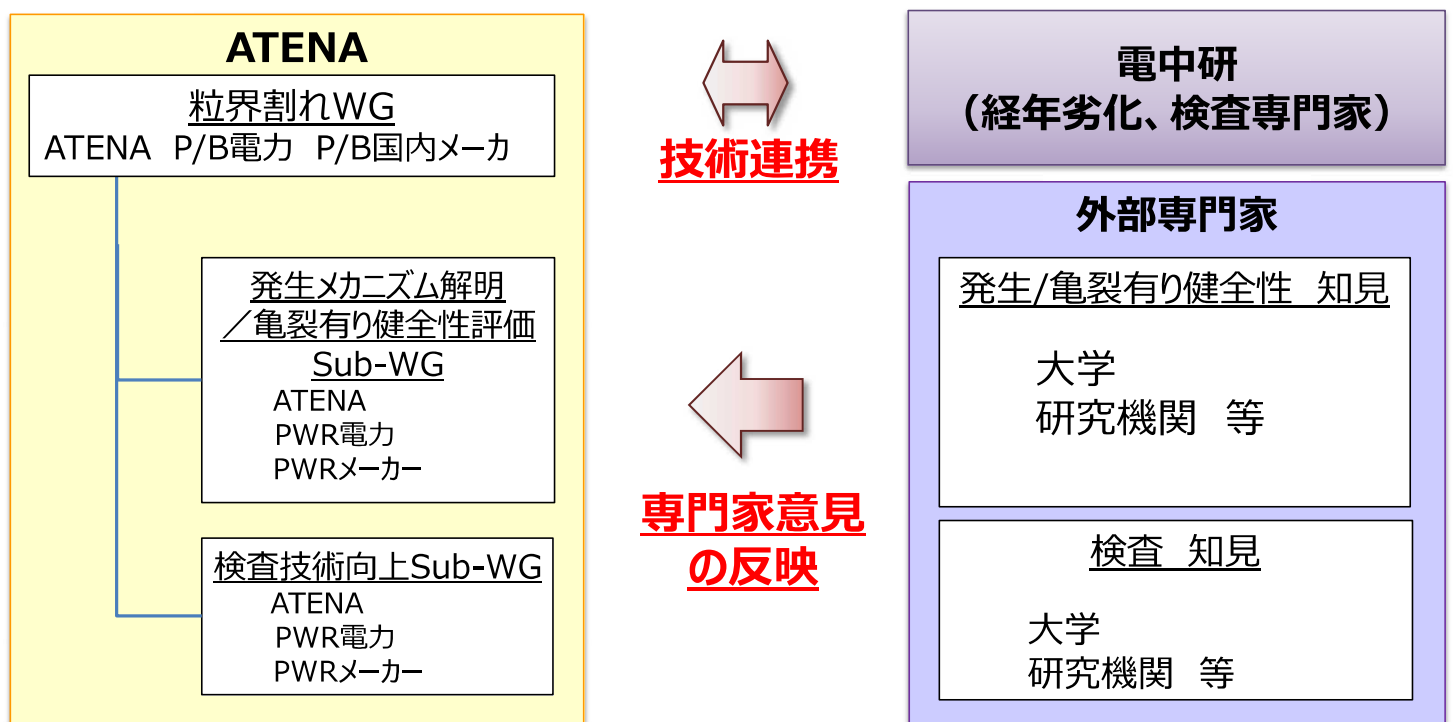 ATENA
粒界割れWG
ATENA P/B電力 P/B国内メーカ
発生メカニズム解明
／亀裂有り健全性評価
Sub-WG
ATENA
PWR電力
PWRメーカー
検査技術向上Sub-WG
ATENA
PWR電力
PWRメーカー
技術連携
専門家意見
の反映
電中研
（経年劣化、検査専門家）
外部専門家
発生/亀裂有り健全性 知見
大学
研究機関 等
検査 知見
大学
研究機関 等